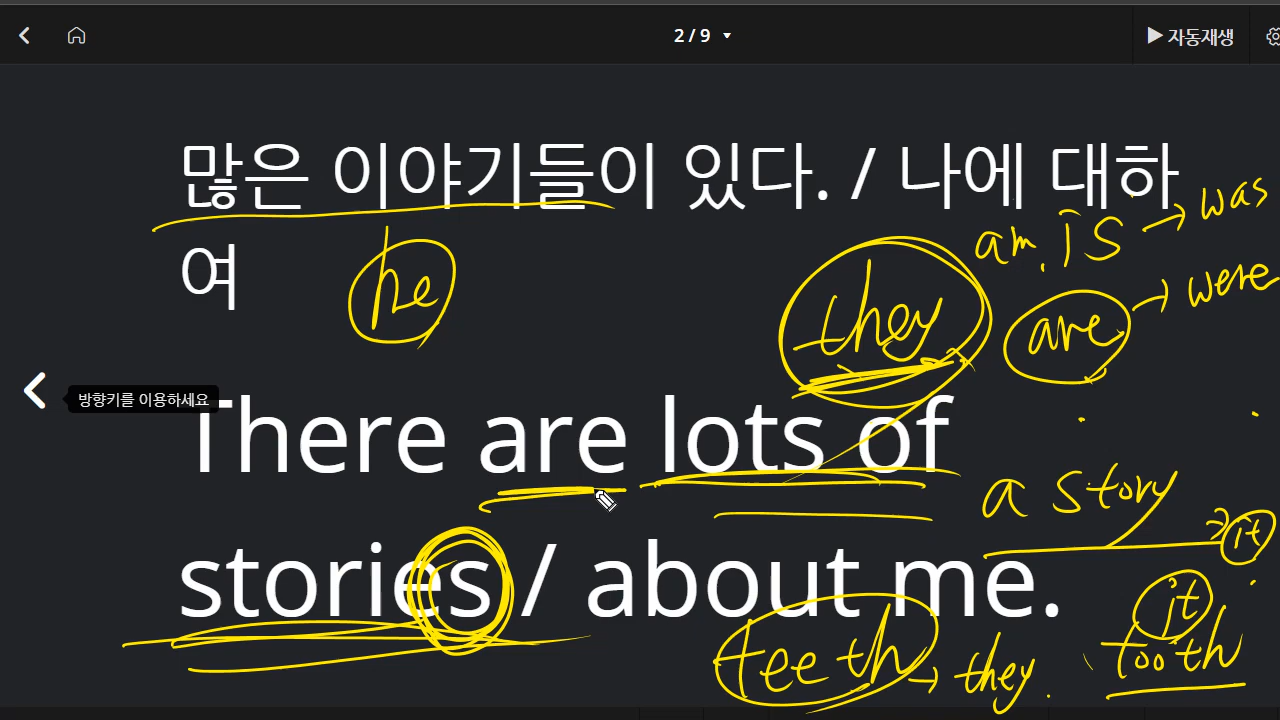 2 / 9
자동재생
많은 이야기들이 있다. / 나에 대하
여
he
they
am. is → was
are → were
방향키를 이용하세요
There are lots of
a story
→ it
stories / about me.
it
teeth → they.
tooth